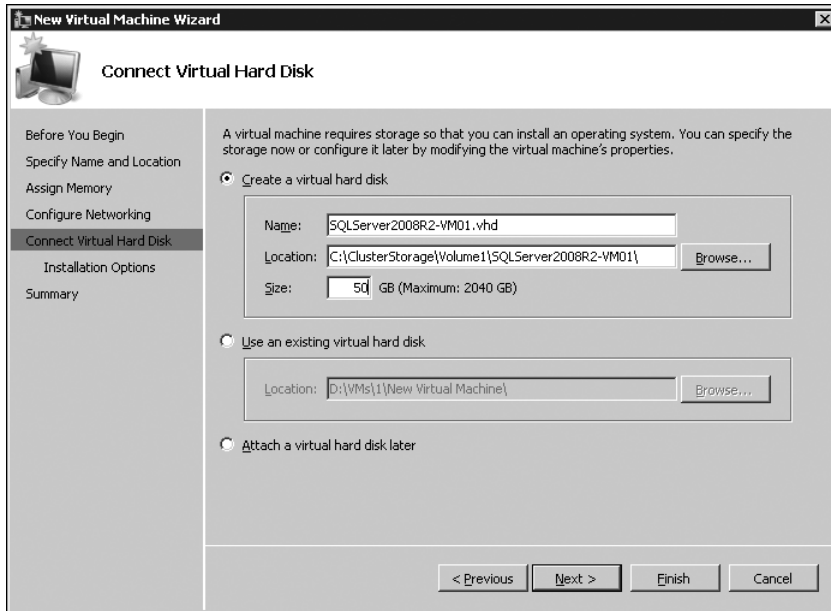 New Virtual Machine Wizard
Connect Virtual Hard Disk
Before You Begin
Specify Name and Location
Assign Memory
Configure Networking
Connect Virtual Hard Disk
Installation Options
Summary
A virtual machine requires storage so that you can install an operating system. You can specify the
storage now or configure it later by modifying the virtual machine's properties.
Create a virtual hard disk
Name: SQLServer2008R2-VM01.vhd
Location: C:\ClusterStorage\Volume1\SQLServer2008R2-VM01\ Browse...
Size: 50 GB (Maximum: 2040 GB)
Use an existing virtual hard disk
Location: D:\VMs\1\New Virtual Machine\ Browse...
Attach a virtual hard disk later
< Previous Next > Finish Cancel